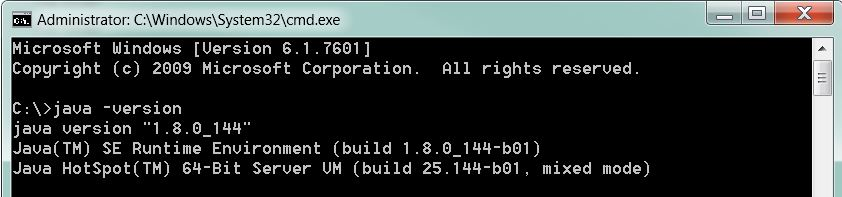 Administrator: C:\Windows\System32\cmd.exe
Microsoft Windows [Version 6.1.7601]
Copyright (c) 2009 Microsoft Corporation.  All rights reserved.
C:\>java -version
java version "1.8.0_144"
Java(TM) SE Runtime Environment (build 1.8.0_144-b01)
Java HotSpot(TM) 64-Bit Server VM (build 25.144-b01, mixed mode)